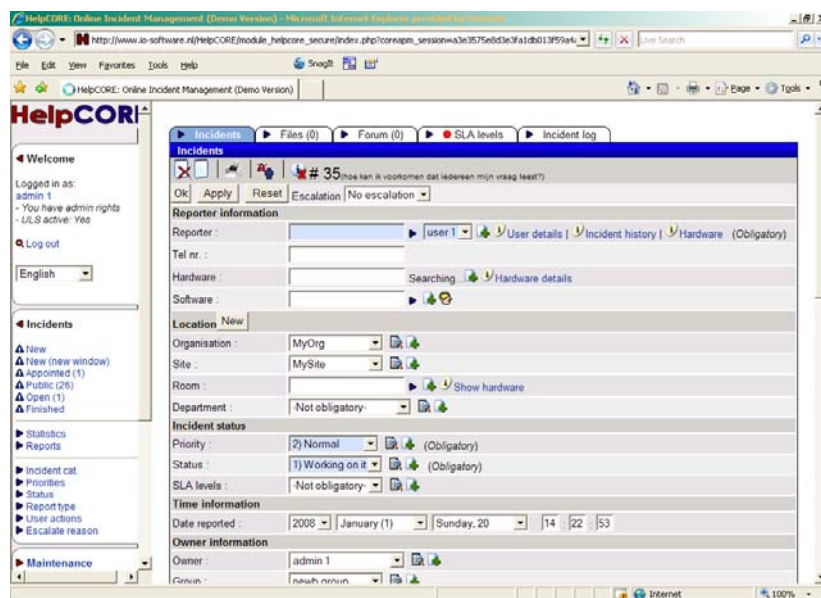 HelpCORE: Online Incident Management (Demo Version) - Microsoft Internet Explorer provided by
http://www.io-software.nl/HelpCORE/module_helpcore_secure/index.php?coreapm_session=
Live Search
File Edit View Favorites Tools Help
SnagIt
HelpCORE: Online Incident Management (Demo Version)
Page Tools
HelpCORE
Welcome
Logged in as:
admin 1
- You have admin rights
- ULS active: Yes
Log out
English
Incidents
New
New (new window)
Appointed (1)
Public (26)
Open (1)
Finished
Statistics
Reports
Incident cat.
Priorities
Status
Report type
User actions
Escalate reason
Maintenance
Incidents Files (0) Forum (0) SLA levels Incident log
Incidents
# 35 (hoe kan ik voorkomen dat iedereen mijn vraag leest?)
Ok Apply Reset Escalation No escalation
Reporter information
Reporter : user 1 User details | Incident history | Hardware (Obligatory)
Tel nr. :
Hardware : Searching... Hardware details
Software :
Location New
Organisation : MyOrg
Site : MySite
Room : Show hardware
Department : -Not obligatory-
Incident status
Priority : 2) Normal (Obligatory)
Status : 1) Working on it (Obligatory)
SLA levels : -Not obligatory-
Time information
Date reported : 2008 January (1) Sunday, 20 14 : 22 : 53
Owner information
Owner : admin 1
Group : newb group
Internet 100%